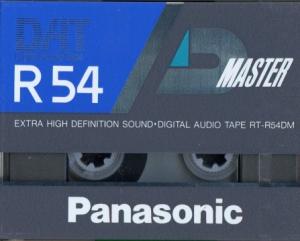 DAT
R 54
MASTER
EXTRA HIGH DEFINITION SOUND•DIGITAL AUDIO TAPE RT-R54DM
Panasonic